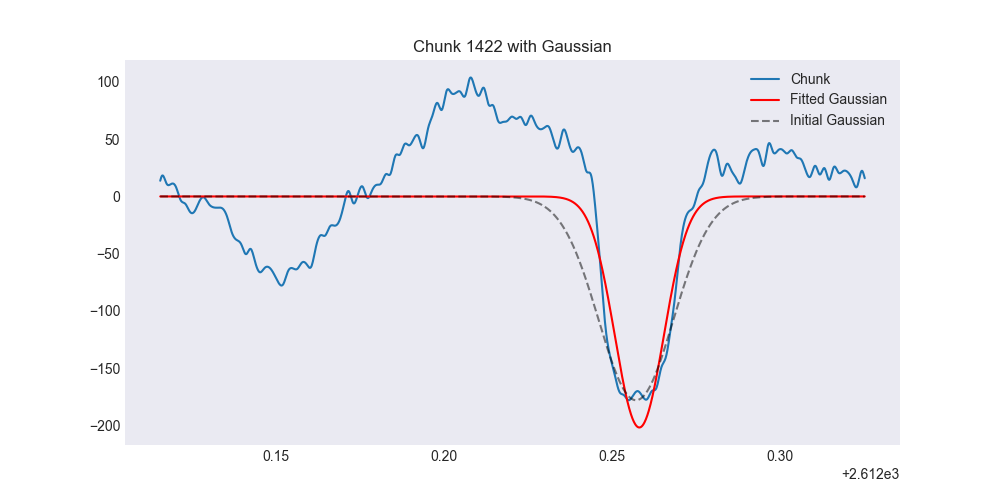 Chunk 1422 with Gaussian
Chunk
Fitted Gaussian
Initial Gaussian
100
50
0
−50
−100
−150
−200
0.15 0.20 0.25 0.30
+2.612e3